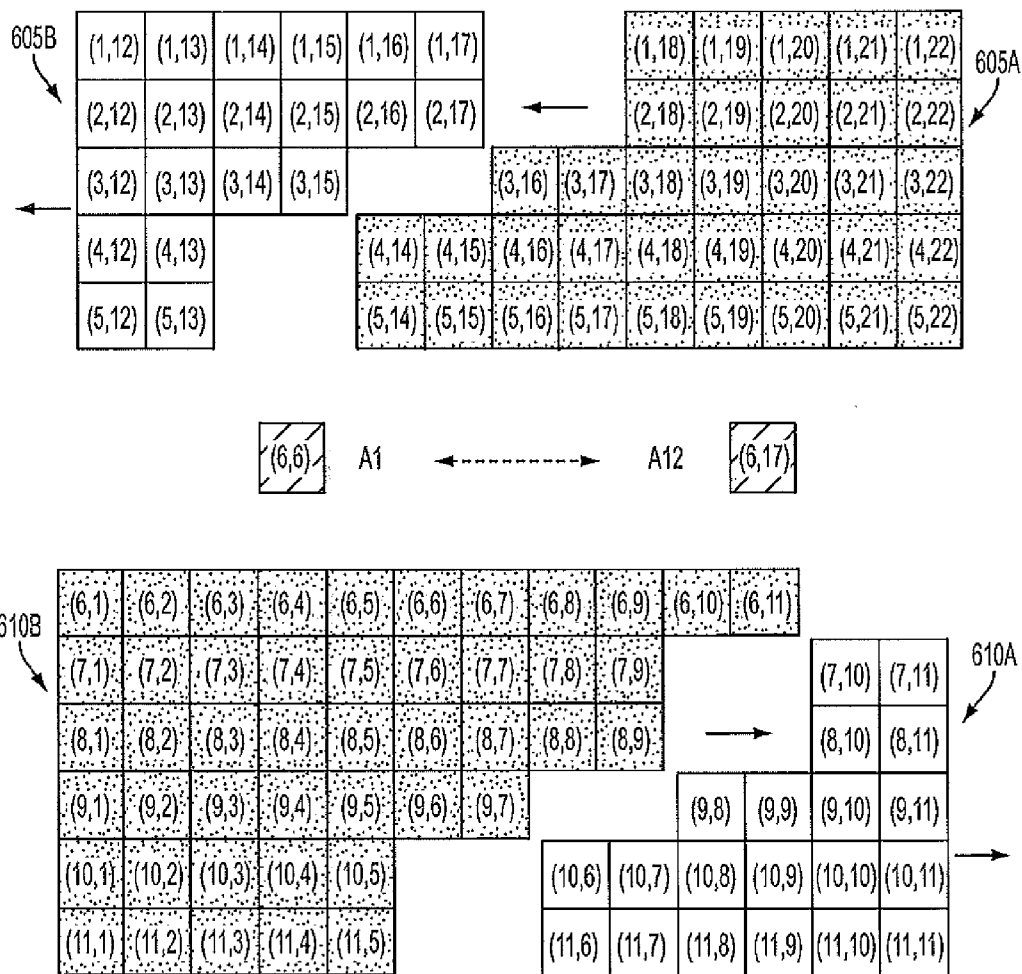 605B
(1,12) (1,13) (1,14) (1,15) (1,16) (1,17) (1,18) (1,19) (1,20) (1,21) (1,22)
605A
(2,12) (2,13) (2,14) (2,15) (2,16) (2,17) (2,18) (2,19) (2,20) (2,21) (2,22)
(3,12) (3,13) (3,14) (3,15) (3,16) (3,17) (3,18) (3,19) (3,20) (3,21) (3,22)
(4,12) (4,13) (4,14) (4,15) (4,16) (4,17) (4,18) (4,19) (4,20) (4,21) (4,22)
(5,12) (5,13) (5,14) (5,15) (5,16) (5,17) (5,18) (5,19) (5,20) (5,21) (5,22)
(6,6) A1 A12 (6,17)
(6,1) (6,2) (6,3) (6,4) (6,5) (6,6) (6,7) (6,8) (6,9) (6,10) (6,11)
610B
(7,1) (7,2) (7,3) (7,4) (7,5) (7,6) (7,7) (7,8) (7,9) (7,10) (7,11)
610A
(8,1) (8,2) (8,3) (8,4) (8,5) (8,6) (8,7) (8,8) (8,9) (8,10) (8,11)
(9,1) (9,2) (9,3) (9,4) (9,5) (9,6) (9,7) (9,8) (9,9) (9,10) (9,11)
(10,1) (10,2) (10,3) (10,4) (10,5) (10,6) (10,7) (10,8) (10,9) (10,10) (10,11)
(11,1) (11,2) (11,3) (11,4) (11,5) (11,6) (11,7) (11,8) (11,9) (11,10) (11,11)